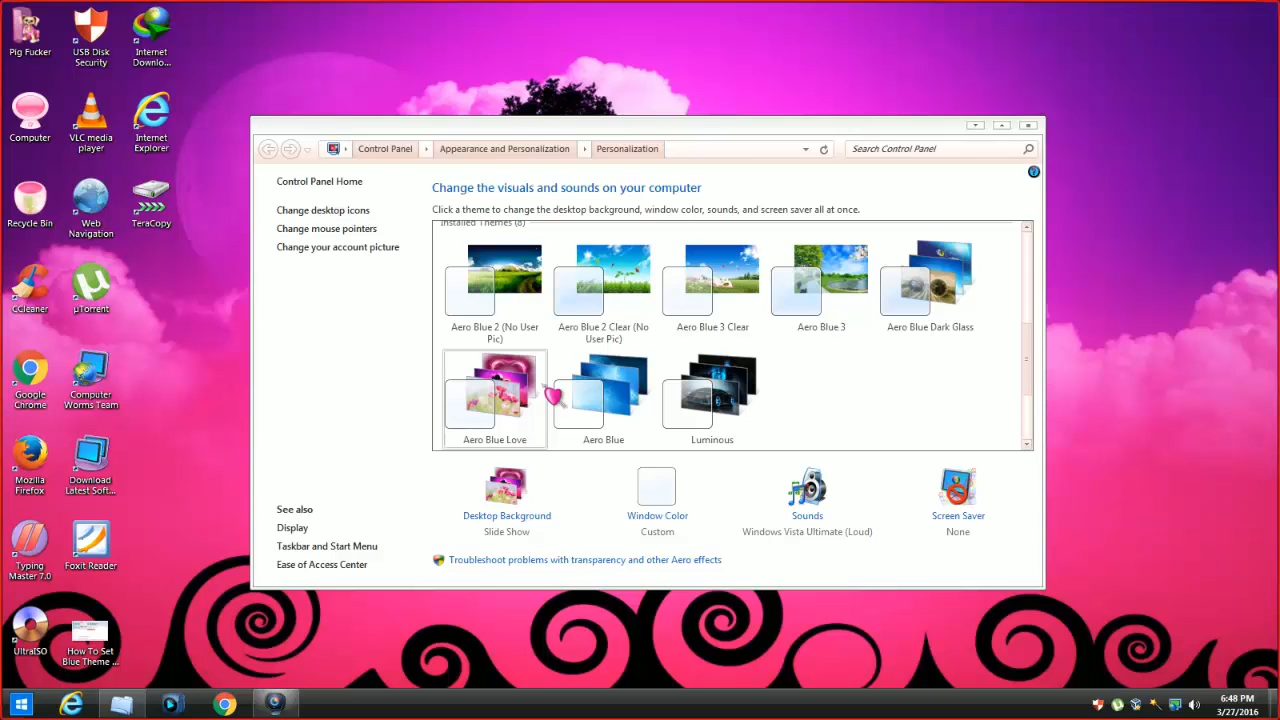 Pig Fucker
USB Disk
Security
Internet
Downlo...
Computer
VLC media
player
Internet
Explorer
Recycle Bin
Web
Navigation
TeraCopy
CCleaner
µTorrent
Google
Chrome
Computer
Worms Team
Mozilla
Firefox
Download
Latest Soft...
Typing
Master 7.0
Foxit Reader
UltraISO
How To Set
Blue Theme ...
Control Panel
Appearance and Personalization
Personalization
Search Control Panel
Control Panel Home
Change desktop icons
Change mouse pointers
Change your account picture
See also
Display
Taskbar and Start Menu
Ease of Access Center
Change the visuals and sounds on your computer
Click a theme to change the desktop background, window color, sounds, and screen saver all at once.
Installed Themes (8)
Aero Blue 2 (No User
Pic)
Aero Blue 2 Clear (No
User Pic)
Aero Blue 3 Clear
Aero Blue 3
Aero Blue Dark Glass
Aero Blue Love
Aero Blue
Luminous
Desktop Background
Slide Show
Window Color
Custom
Sounds
Windows Vista Ultimate (Loud)
Screen Saver
None
Troubleshoot problems with transparency and other Aero effects
6:48 PM
3/27/2016